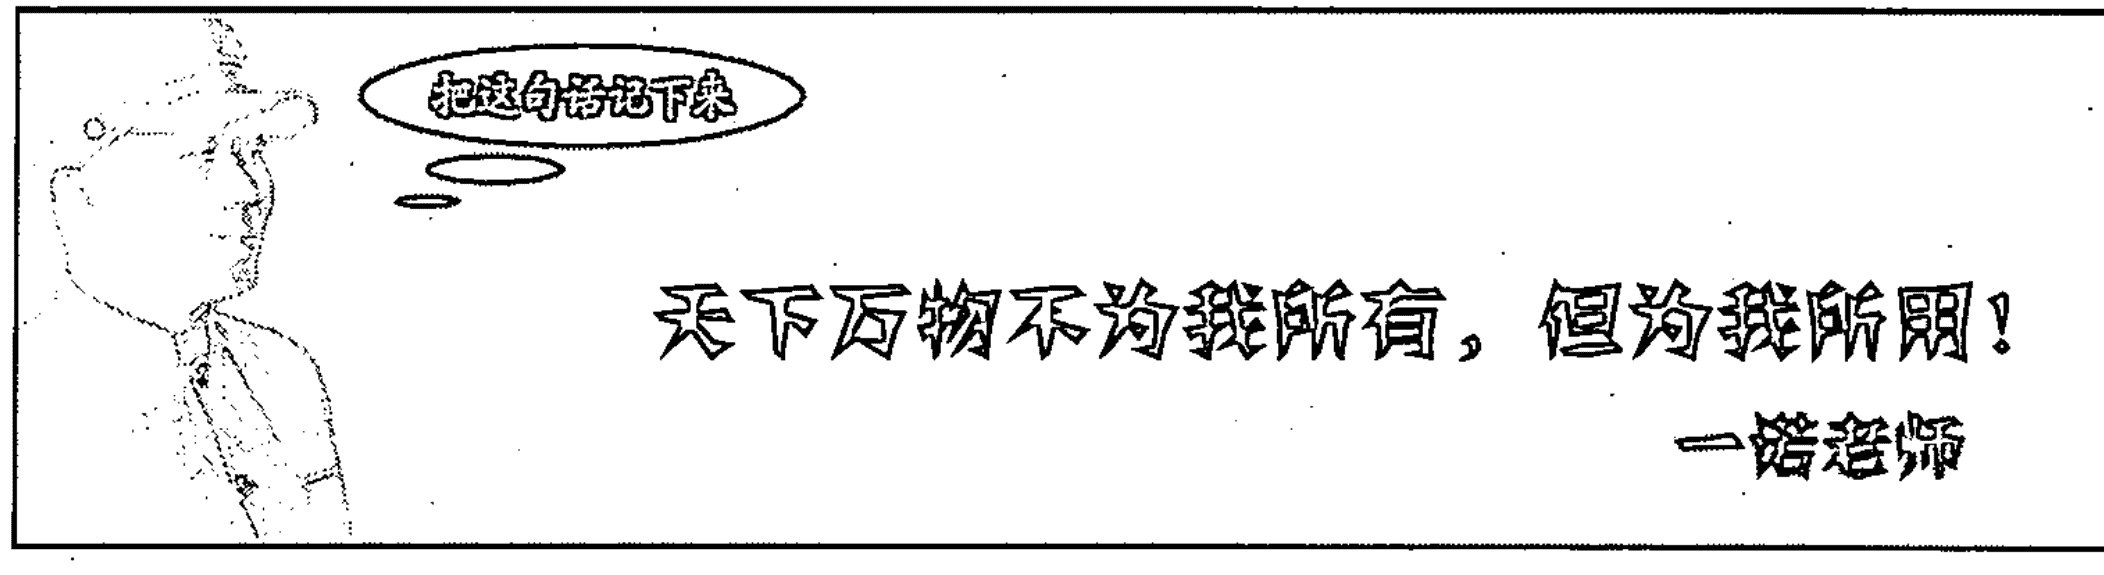 把这句话记下来
天下万物不为我所有，但为我所用！
一诺老师